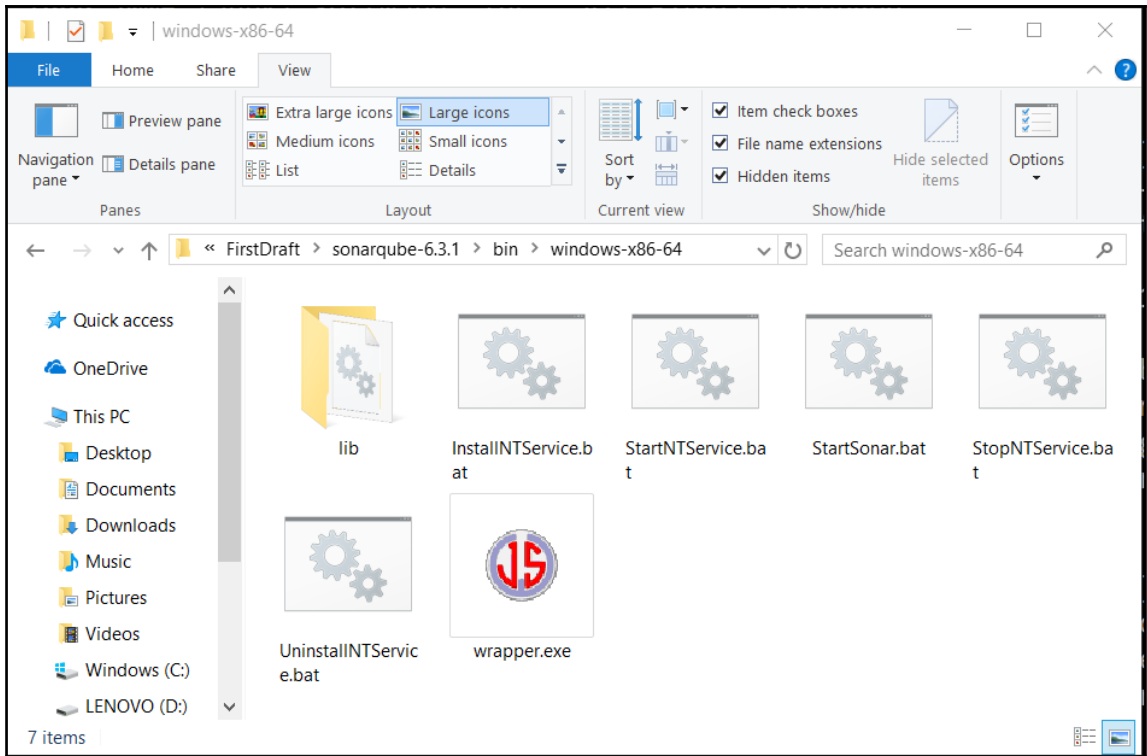 windows-x86-64
File Home Share View
Extra large icons Large icons
Medium icons Small icons
List Details
Preview pane
Details pane
Navigation
pane
Sort
by
Item check boxes
File name extensions
Hidden items
Hide selected
items
Options
Panes Layout Current view Show/hide
« FirstDraft > sonarqube-6.3.1 > bin > windows-x86-64
Search windows-x86-64
Quick access
OneDrive
This PC
Desktop
Documents
Downloads
Music
Pictures
Videos
Windows (C:)
LENOVO (D:)
lib
InstallNTService.b
at
StartNTService.ba
t
StartSonar.bat
StopNTService.ba
t
UninstallNTServic
e.bat
JS
wrapper.exe
7 items